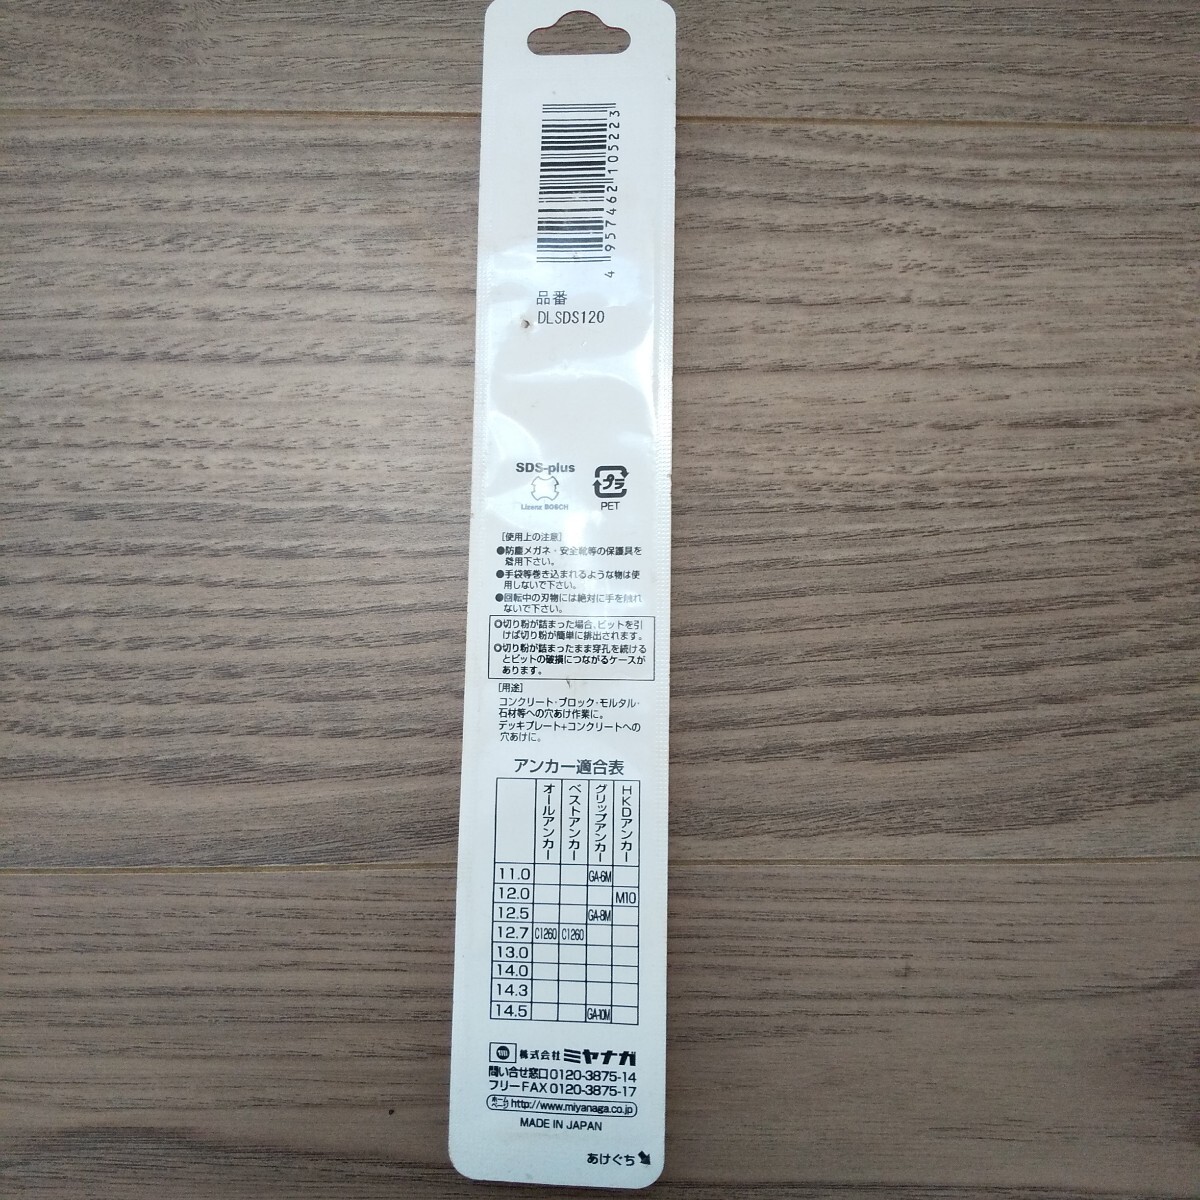 4957462105223
品番
DLSDS120
SDS-plus
Lizenz BOSCH
プラ
PET
[使用上の注意]
●防塵メガネ・安全靴等の保護具を
着用下さい。
●手袋等巻き込まれるような物は使
用しないで下さい。
●回転中の刃物には絶対に手を触れ
ないで下さい。
◎切り粉が詰まった場合、ビットを引
けば切り粉が簡単に排出されます。
◎切り粉が詰まったまま穿孔を続ける
とビットの破損につながるケースが
あります。
[用途]
コンクリート・ブロック・モルタル・
石材等への穴あけ作業に。
デッキプレート+コンクリートへの
穴あけに。
アンカー適合表
オールアンカー ベストアンカー グリップアンカー HKDアンカー
11.0 GA-6M
12.0 M10
12.5 GA-8M
12.7 C1260 C1260
13.0
14.0
14.3
14.5 GA-10M
株式会社ミヤナガ
問い合せ窓口0120-3875-14
フリーFAX0120-3875-17
ホームページ http://www.miyanaga.co.jp
MADE IN JAPAN
あけぐち